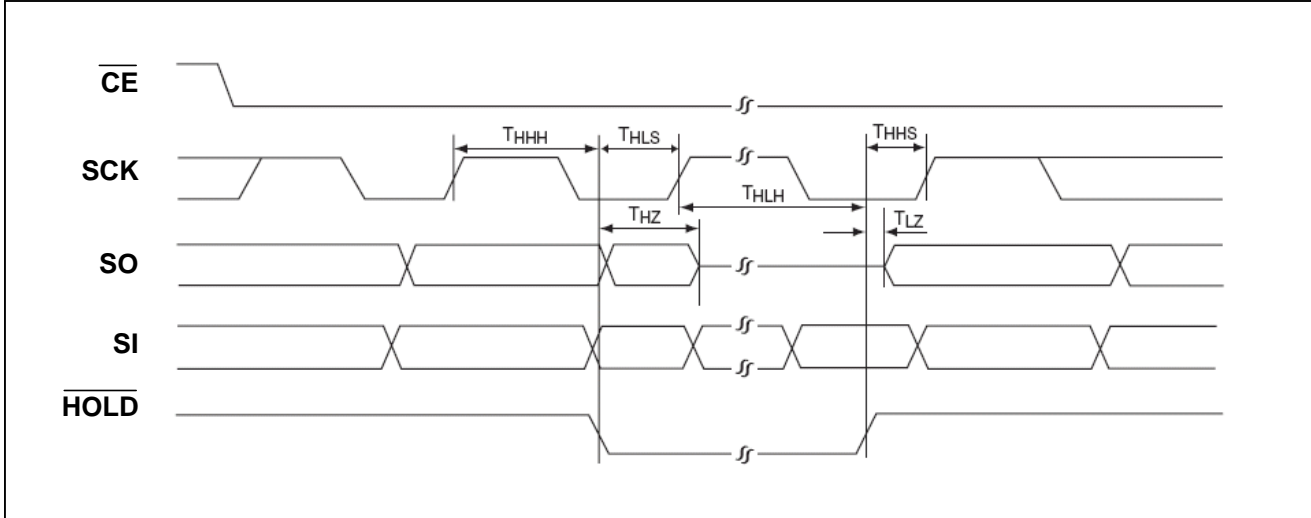 CE
THHH
THLS
THHS
SCK
THLH
THZ
TLZ
SO
SI
HOLD